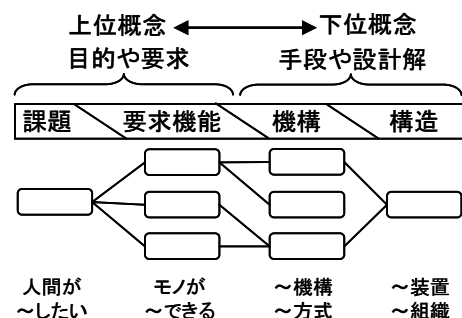 上位概念 下位概念
目的や要求 手段や設計解
課題 要求機能 機構 構造
人間が モノが ～機構 ～装置
～したい ～できる ～方式 ～組織